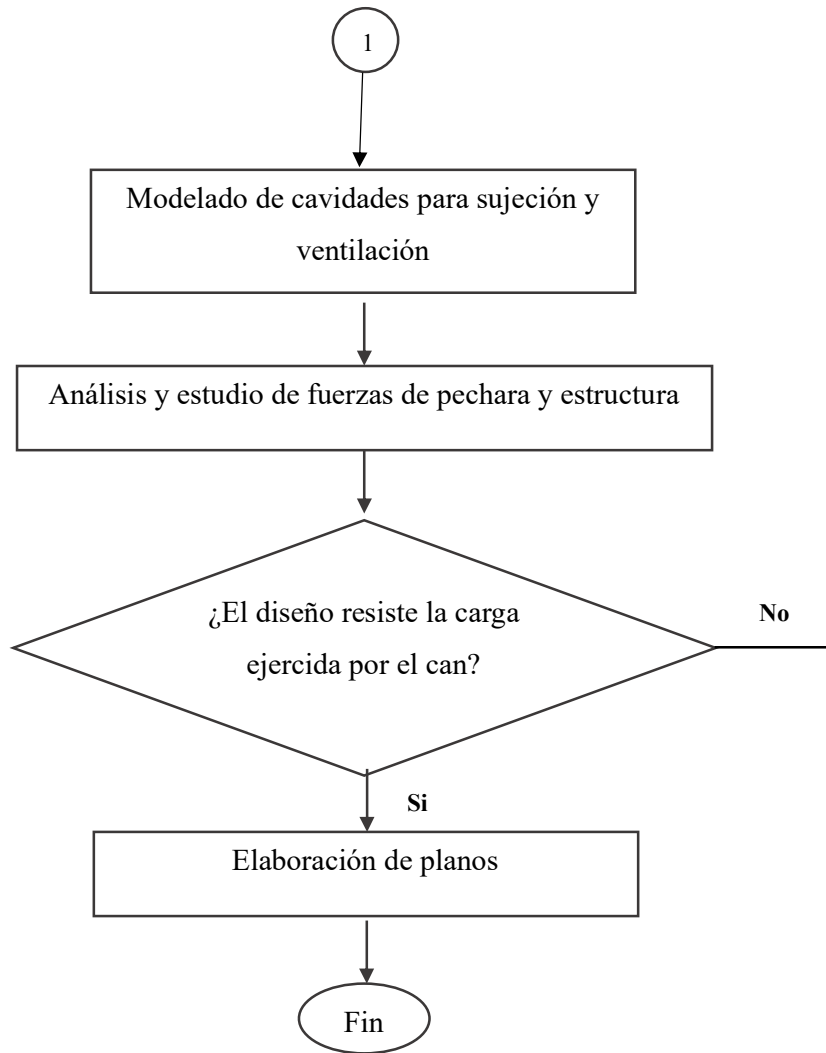 1
Modelado de cavidades para sujeción y
ventilación
Análisis y estudio de fuerzas de pechara y estructura
¿El diseño resiste la carga
ejercida por el can?
No
Si
Elaboración de planos
Fin